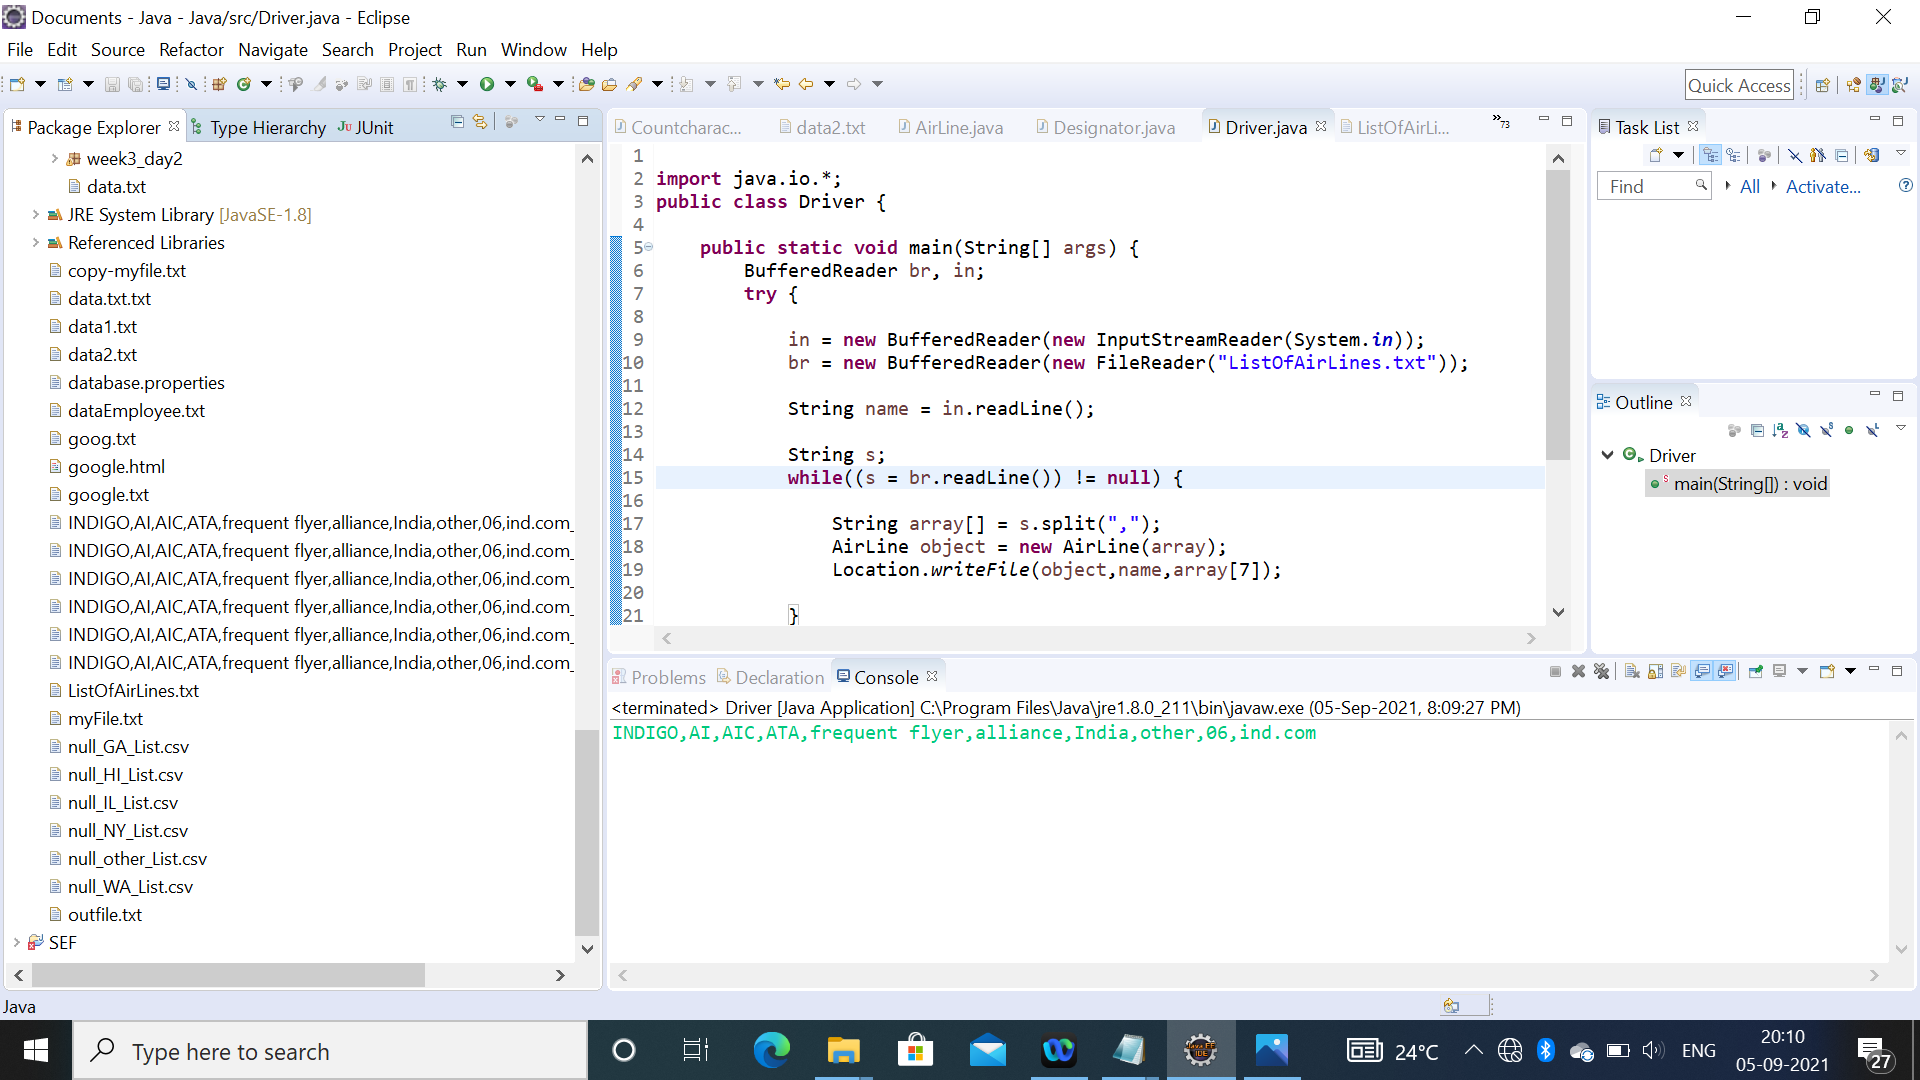 Documents - Java - Java/src/Driver.java - Eclipse
File Edit Source Refactor Navigate Search Project Run Window Help
Quick Access
Package Explorer Type Hierarchy JUnit
week3_day2
data.txt
JRE System Library [JavaSE-1.8]
Referenced Libraries
copy-myfile.txt
data.txt.txt
data1.txt
data2.txt
database.properties
dataEmployee.txt
goog.txt
google.html
google.txt
INDIGO,AI,AIC,ATA,frequent flyer,alliance,India,other,06,ind.com_
INDIGO,AI,AIC,ATA,frequent flyer,alliance,India,other,06,ind.com_
INDIGO,AI,AIC,ATA,frequent flyer,alliance,India,other,06,ind.com_
INDIGO,AI,AIC,ATA,frequent flyer,alliance,India,other,06,ind.com_
INDIGO,AI,AIC,ATA,frequent flyer,alliance,India,other,06,ind.com_
INDIGO,AI,AIC,ATA,frequent flyer,alliance,India,other,06,ind.com_
ListOfAirLines.txt
myFile.txt
null_GA_List.csv
null_HI_List.csv
null_IL_List.csv
null_NY_List.csv
null_other_List.csv
null_WA_List.csv
outfile.txt
SEF
Countcharac... data2.txt AirLine.java Designator.java Driver.java ListOfAirLi... »73
1
2 import java.io.*;
3 public class Driver {
4
5 public static void main(String[] args) {
6 BufferedReader br, in;
7 try {
8
9 in = new BufferedReader(new InputStreamReader(System.in));
10 br = new BufferedReader(new FileReader("ListOfAirLines.txt"));
11
12 String name = in.readLine();
13
14 String s;
15 while((s = br.readLine()) != null) {
16
17 String array[] = s.split(",");
18 AirLine object = new AirLine(array);
19 Location.writeFile(object,name,array[7]);
20
21 }
Task List
Find All Activate...
Outline
Driver
main(String[]) : void
Problems Declaration Console
<terminated> Driver [Java Application] C:\Program Files\Java\jre1.8.0_211\bin\javaw.exe (05-Sep-2021, 8:09:27 PM)
INDIGO,AI,AIC,ATA,frequent flyer,alliance,India,other,06,ind.com
Java
Type here to search
24°C ENG
20:10
05-09-2021
27